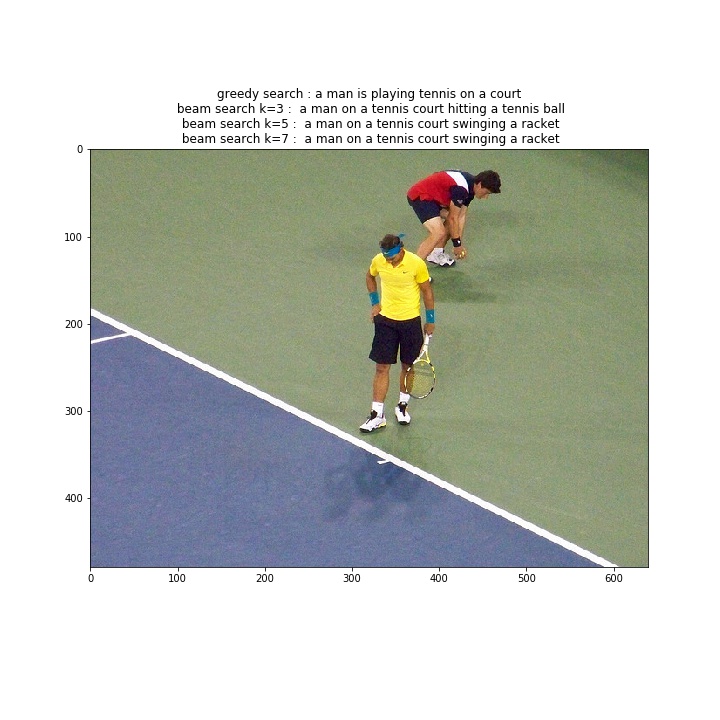 greedy search : a man is playing tennis on a court
beam search k=3 :  a man on a tennis court hitting a tennis ball
beam search k=5 :  a man on a tennis court swinging a racket
beam search k=7 :  a man on a tennis court swinging a racket
0
100
200
300
400
0 100 200 300 400 500 600